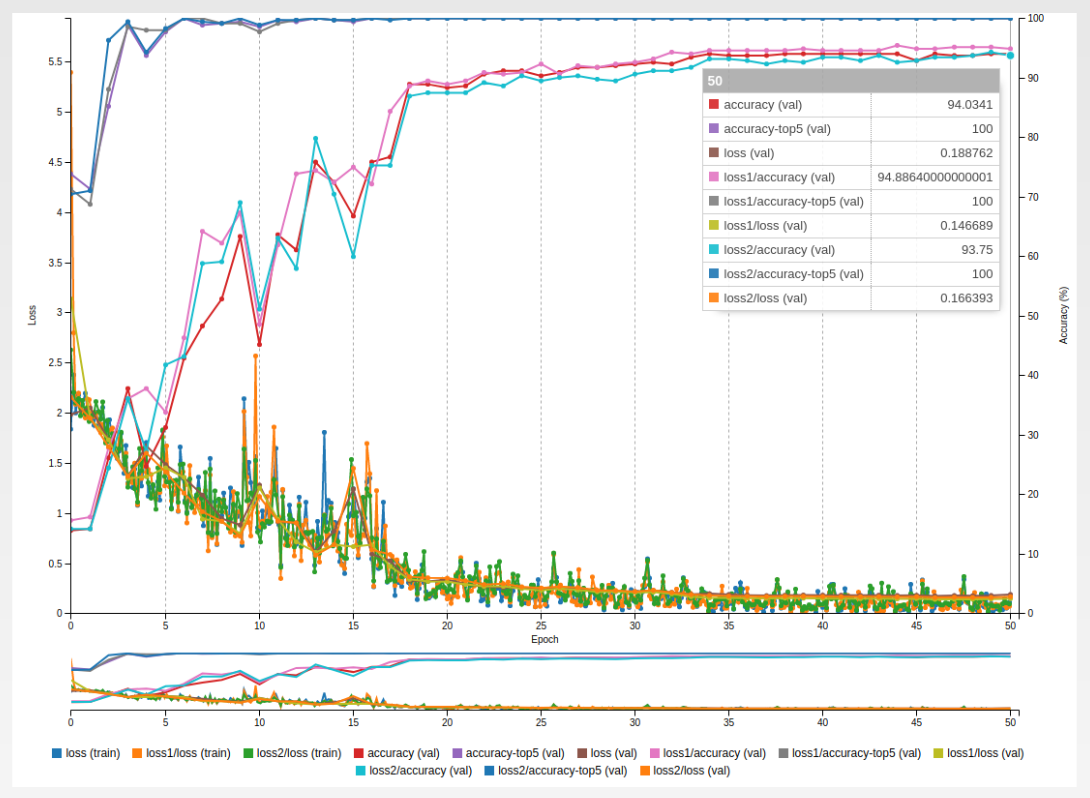 100
5.5
90
50
accuracy (val) 94.0341
5
accuracy-top5 (val) 100
80
4.5
loss (val) 0.188762
loss1/accuracy (val) 94.88640000000001
70
4
loss1/accuracy-top5 (val) 100
loss1/loss (val) 0.146689
3.5
loss2/accuracy (val) 93.75
60
loss2/accuracy-top5 (val) 100
3
loss2/loss (val) 0.166393
50
Loss
Accuracy (%)
2.5
40
2
30
1.5
20
1
10
0.5
0
0
0 5 10 15 20 25 30 35 40 45 50
Epoch
0 5 10 15 20 25 30 35 40 45 50
loss (train) loss1/loss (train) loss2/loss (train) accuracy (val) accuracy-top5 (val) loss (val) loss1/accuracy (val) loss1/accuracy-top5 (val) loss1/loss (val)
loss2/accuracy (val) loss2/accuracy-top5 (val) loss2/loss (val)